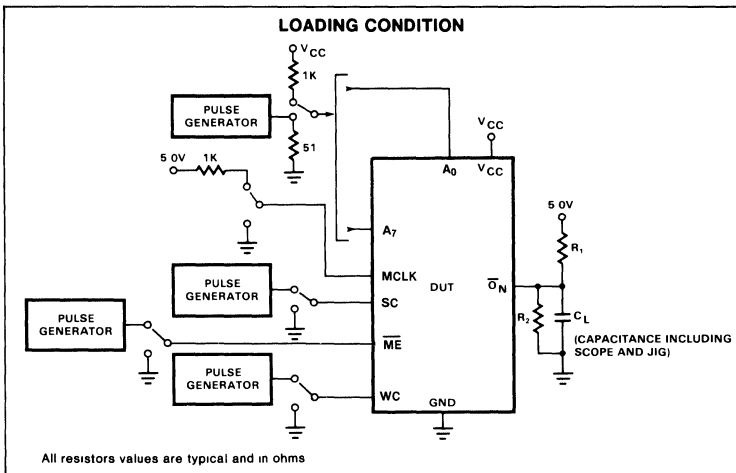 LOADING CONDITION
VCC
1K
PULSE
GENERATOR
51
5 0V
1K
VCC
A0
VCC
A7
5 0V
R1
MCLK
DUT
ON
SC
PULSE
GENERATOR
R2
CL
(CAPACITANCE INCLUDING
SCOPE AND JIG)
PULSE
GENERATOR
ME
PULSE
GENERATOR
WC
GND
All resistors values are typical and in ohms